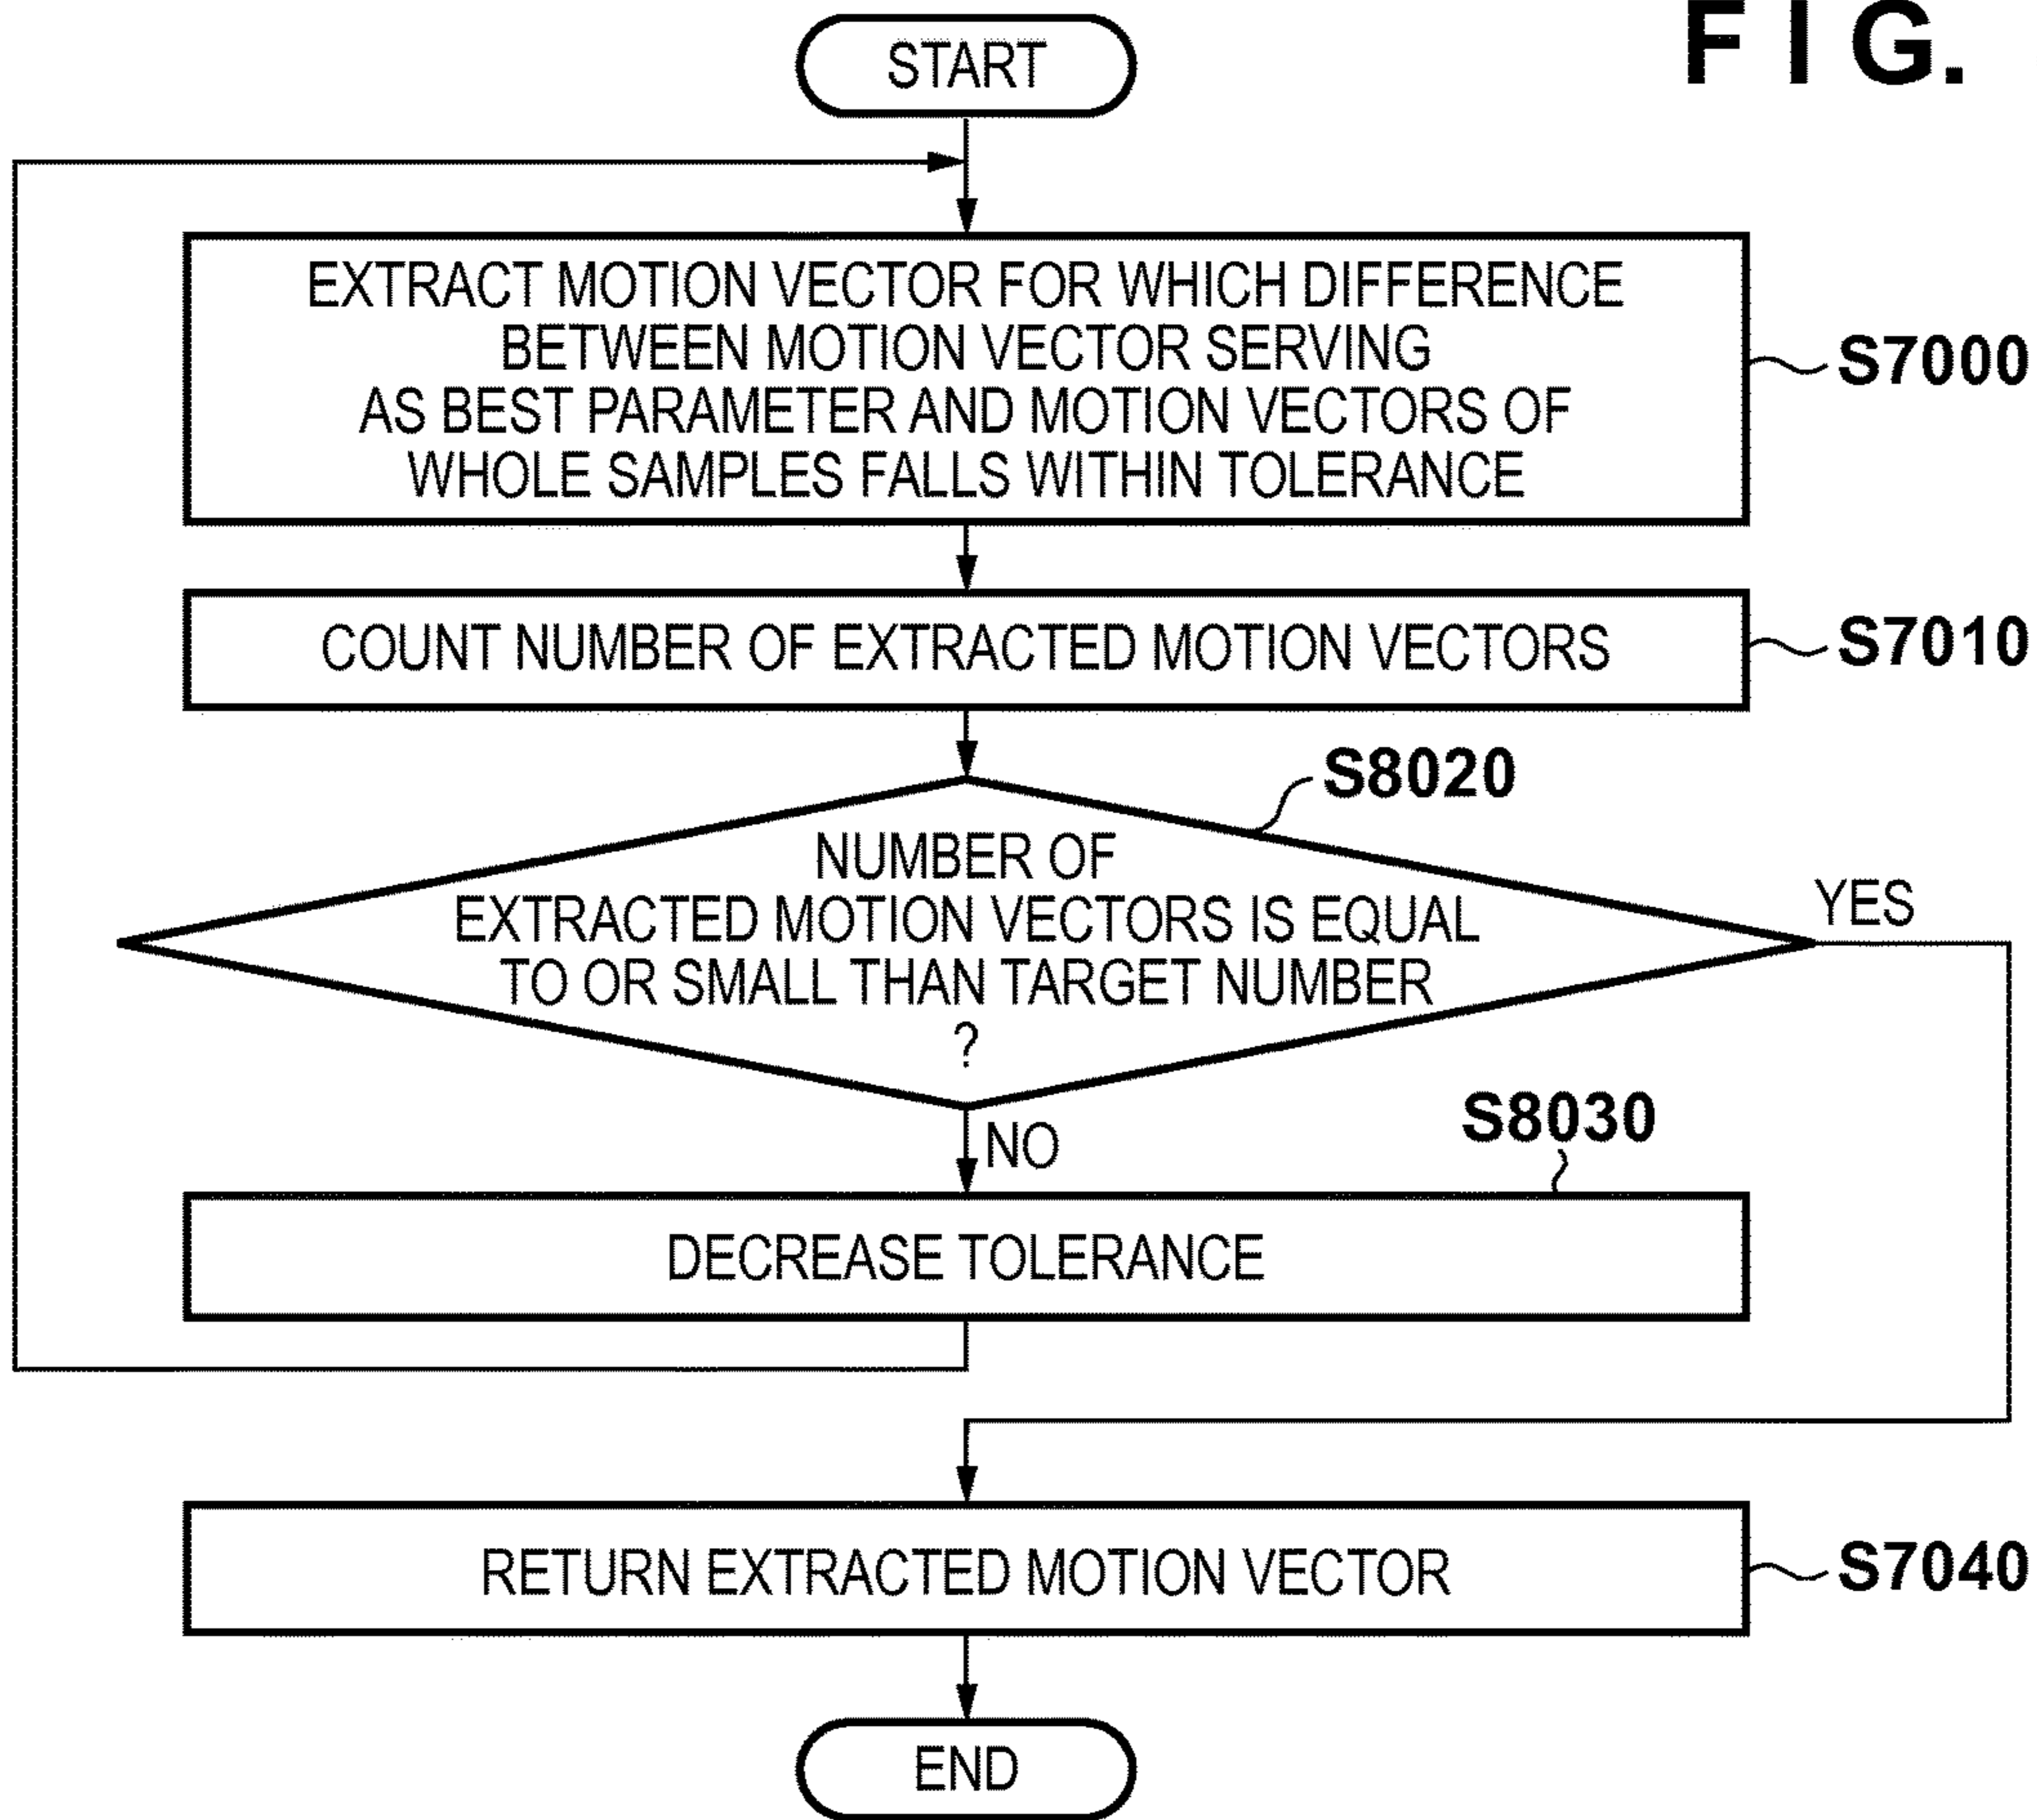 F I G.
START
EXTRACT MOTION VECTOR FOR WHICH DIFFERENCE
BETWEEN MOTION VECTOR SERVING
AS BEST PARAMETER AND MOTION VECTORS OF
WHOLE SAMPLES FALLS WITHIN TOLERANCE
S7000
COUNT NUMBER OF EXTRACTED MOTION VECTORS
S7010
S8020
NUMBER OF
EXTRACTED MOTION VECTORS IS EQUAL
TO OR SMALL THAN TARGET NUMBER
?
YES
NO
S8030
DECREASE TOLERANCE
RETURN EXTRACTED MOTION VECTOR
S7040
END